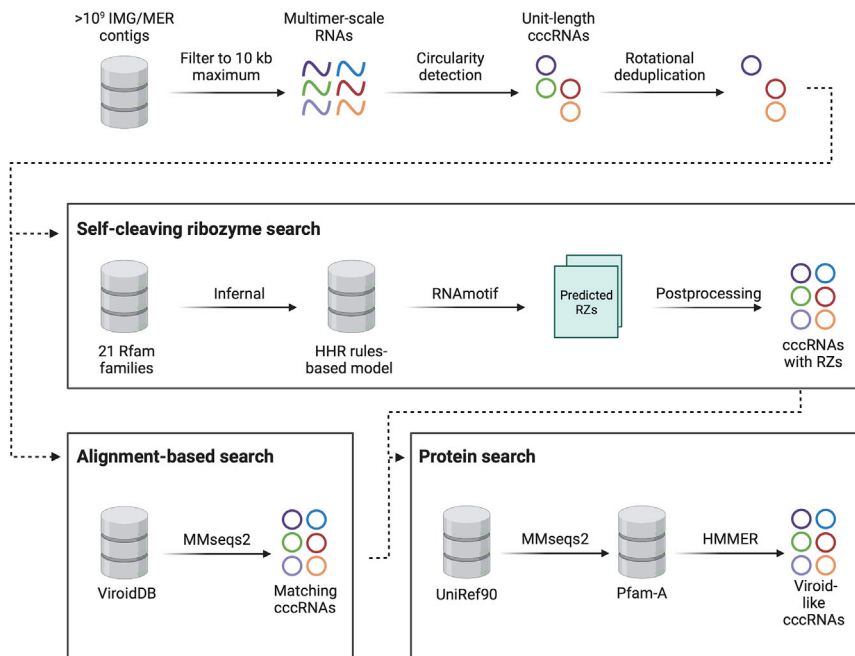 >10⁹ IMG/MER
contigs
Filter to 10 kb
maximum
Multimer-scale
RNAs
Circularity
detection
Unit-length
cccRNAs
Rotational
deduplication
Self-cleaving ribozyme search
21 Rfam
families
Infernal
HHR rules-
based model
RNAmotif
Predicted
RZs
Postprocessing
cccRNAs
with RZs
Alignment-based search
ViroidDB
MMseqs2
Matching
cccRNAs
Protein search
UniRef90
MMseqs2
Pfam-A
HMMER
Viroid-
like
cccRNAs